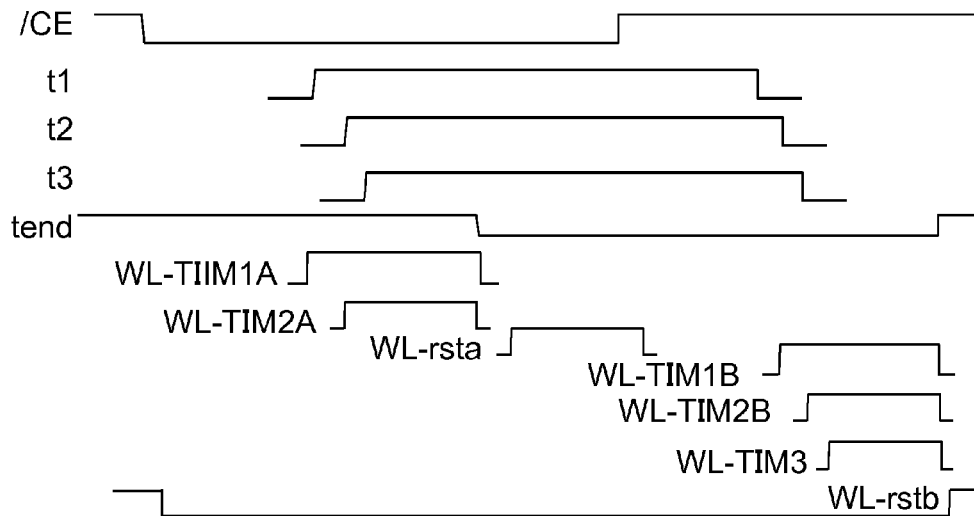 /CE
t1
t2
t3
tend
WL-TIIM1A
WL-TIM2A
WL-rsta
WL-TIM1B
WL-TIM2B
WL-TIM3
WL-rstb